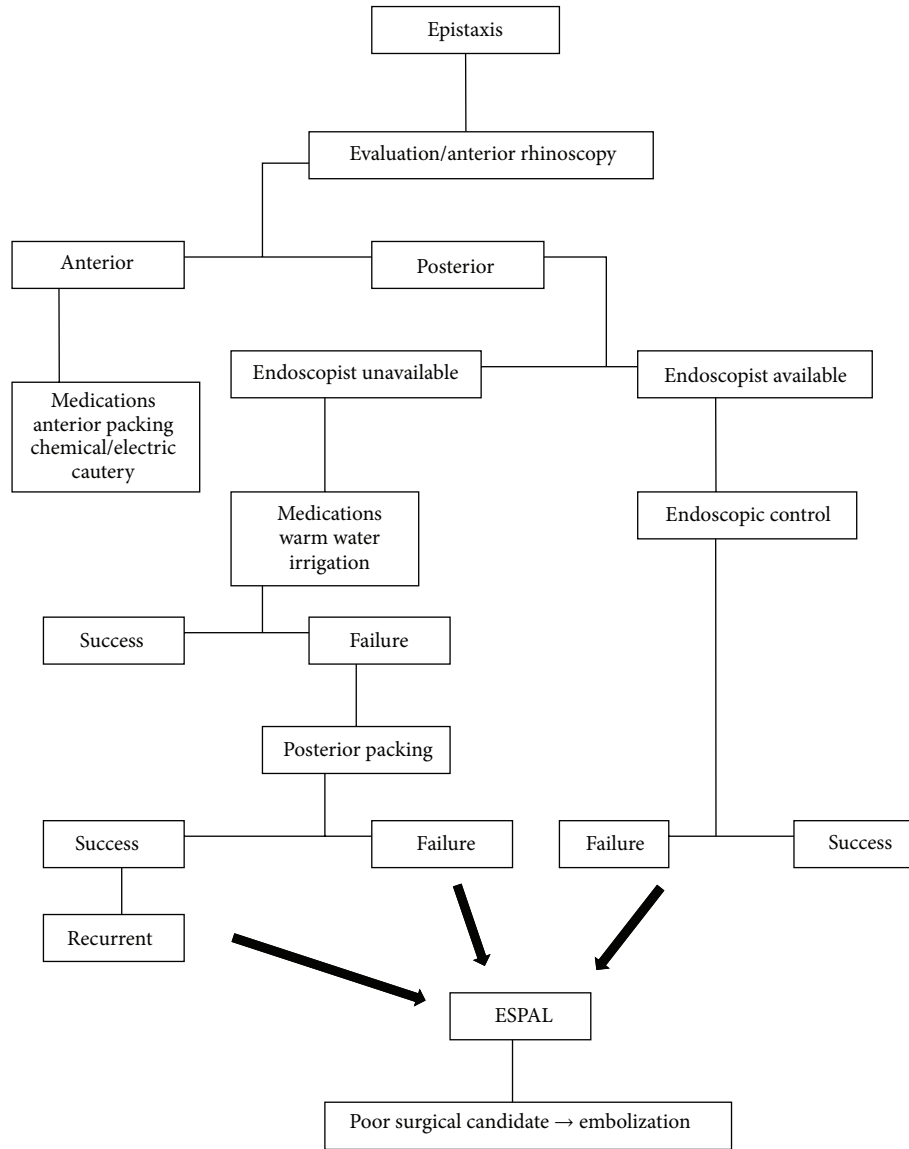 Epistaxis
Evaluation/anterior rhinoscopy
Anterior
Posterior
Endoscopist unavailable
Endoscopist available
Medications
anterior packing
chemical/electric
cautery
Medications
warm water
irrigation
Endoscopic control
Success
Failure
Posterior packing
Success
Failure
Failure
Success
Recurrent
ESPAL
Poor surgical candidate → embolization